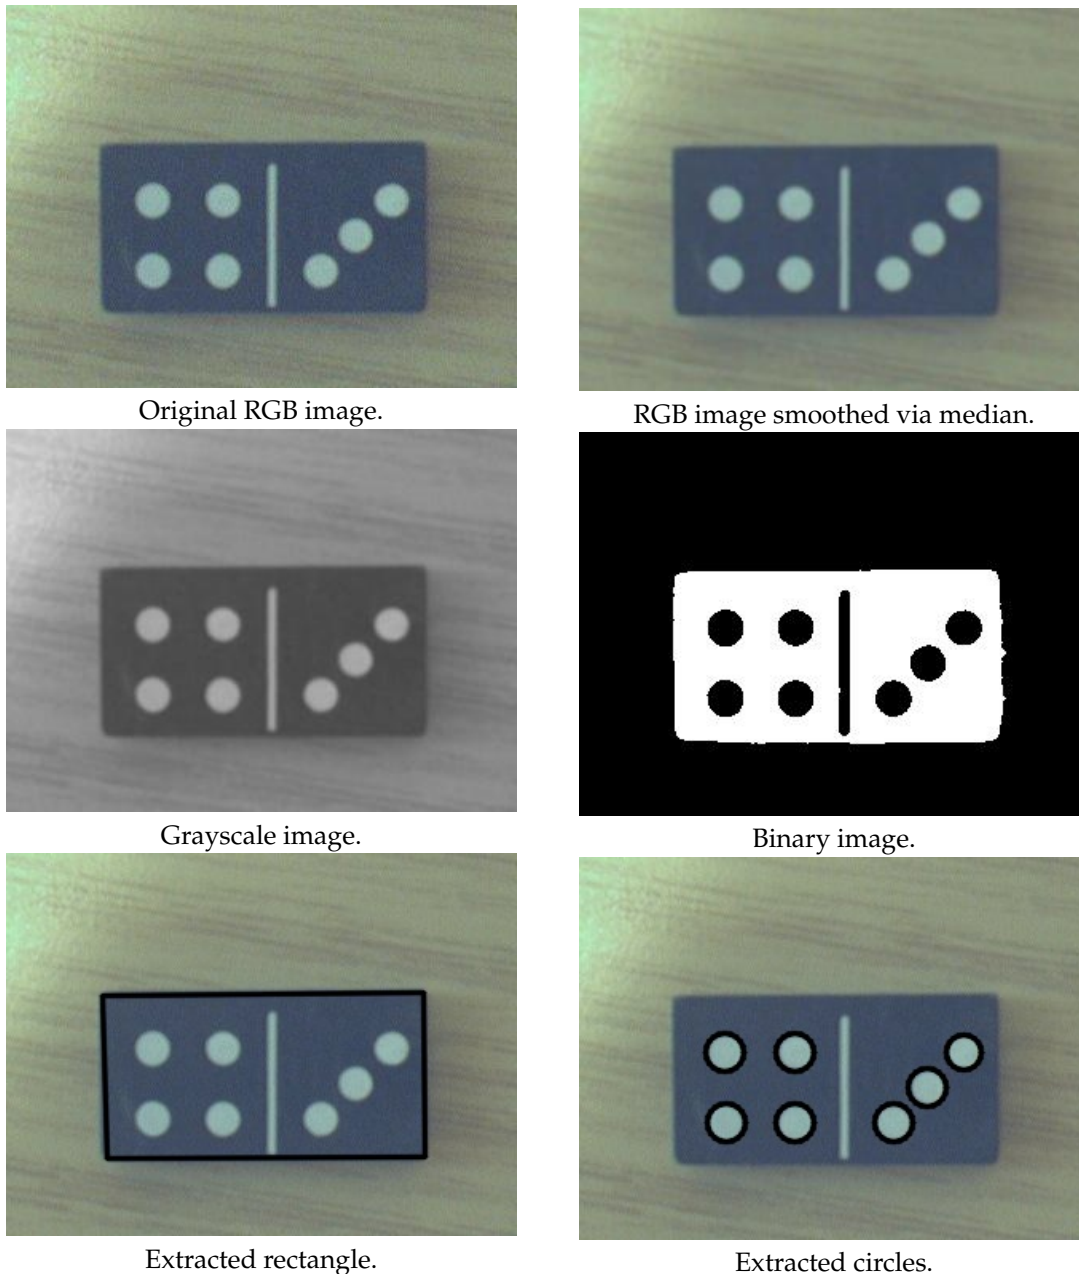 Original RGB image.
RGB image smoothed via median.
Grayscale image.
Binary image.
Extracted rectangle.
Extracted circles.